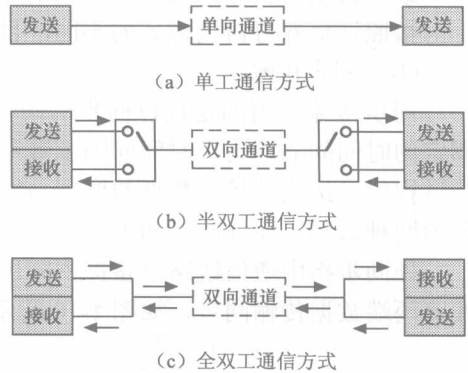 发送 单向通道 发送
(a) 单工通信方式
发送 发送
双向通道
接收 接收
(b) 半双工通信方式
发送 接收
双向通道
接收 发送
(c) 全双工通信方式